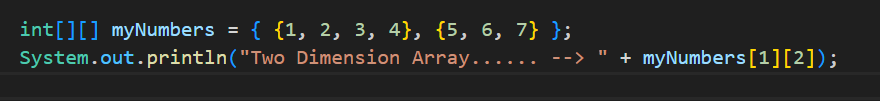 int[][] myNumbers = { {1, 2, 3, 4}, {5, 6, 7} };
System.out.println("Two Dimension Array...... --> " + myNumbers[1][2]);